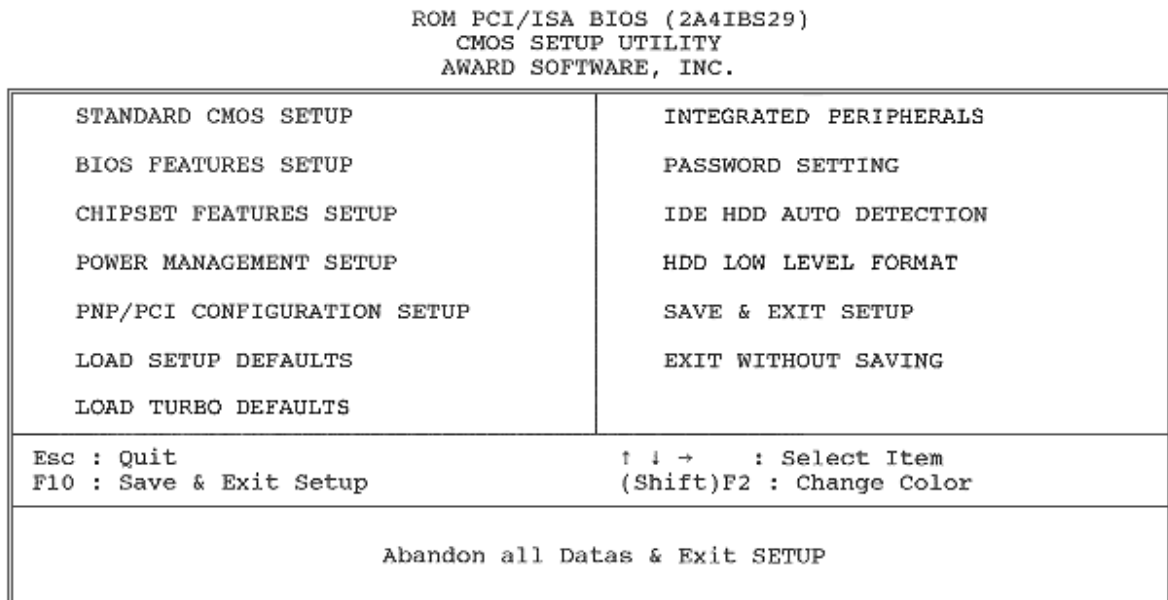 ROM PCI/ISA BIOS (2A4IBS29)
CMOS SETUP UTILITY
AWARD SOFTWARE, INC.
STANDARD CMOS SETUP
BIOS FEATURES SETUP
CHIPSET FEATURES SETUP
POWER MANAGEMENT SETUP
PNP/PCI CONFIGURATION SETUP
LOAD SETUP DEFAULTS
LOAD TURBO DEFAULTS
INTEGRATED PERIPHERALS
PASSWORD SETTING
IDE HDD AUTO DETECTION
HDD LOW LEVEL FORMAT
SAVE & EXIT SETUP
EXIT WITHOUT SAVING
Esc : Quit
F10 : Save & Exit Setup
↑ ↓ → : Select Item
(Shift)F2 : Change Color
Abandon all Datas & Exit SETUP